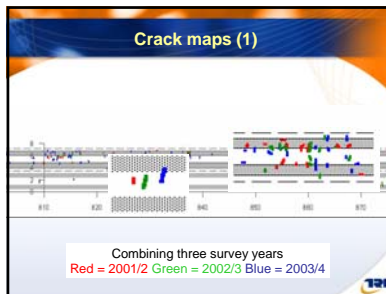 Crack maps (1)
810 820 840 860 870
Combining three survey years
Red = 2001/2 Green = 2002/3 Blue = 2003/4